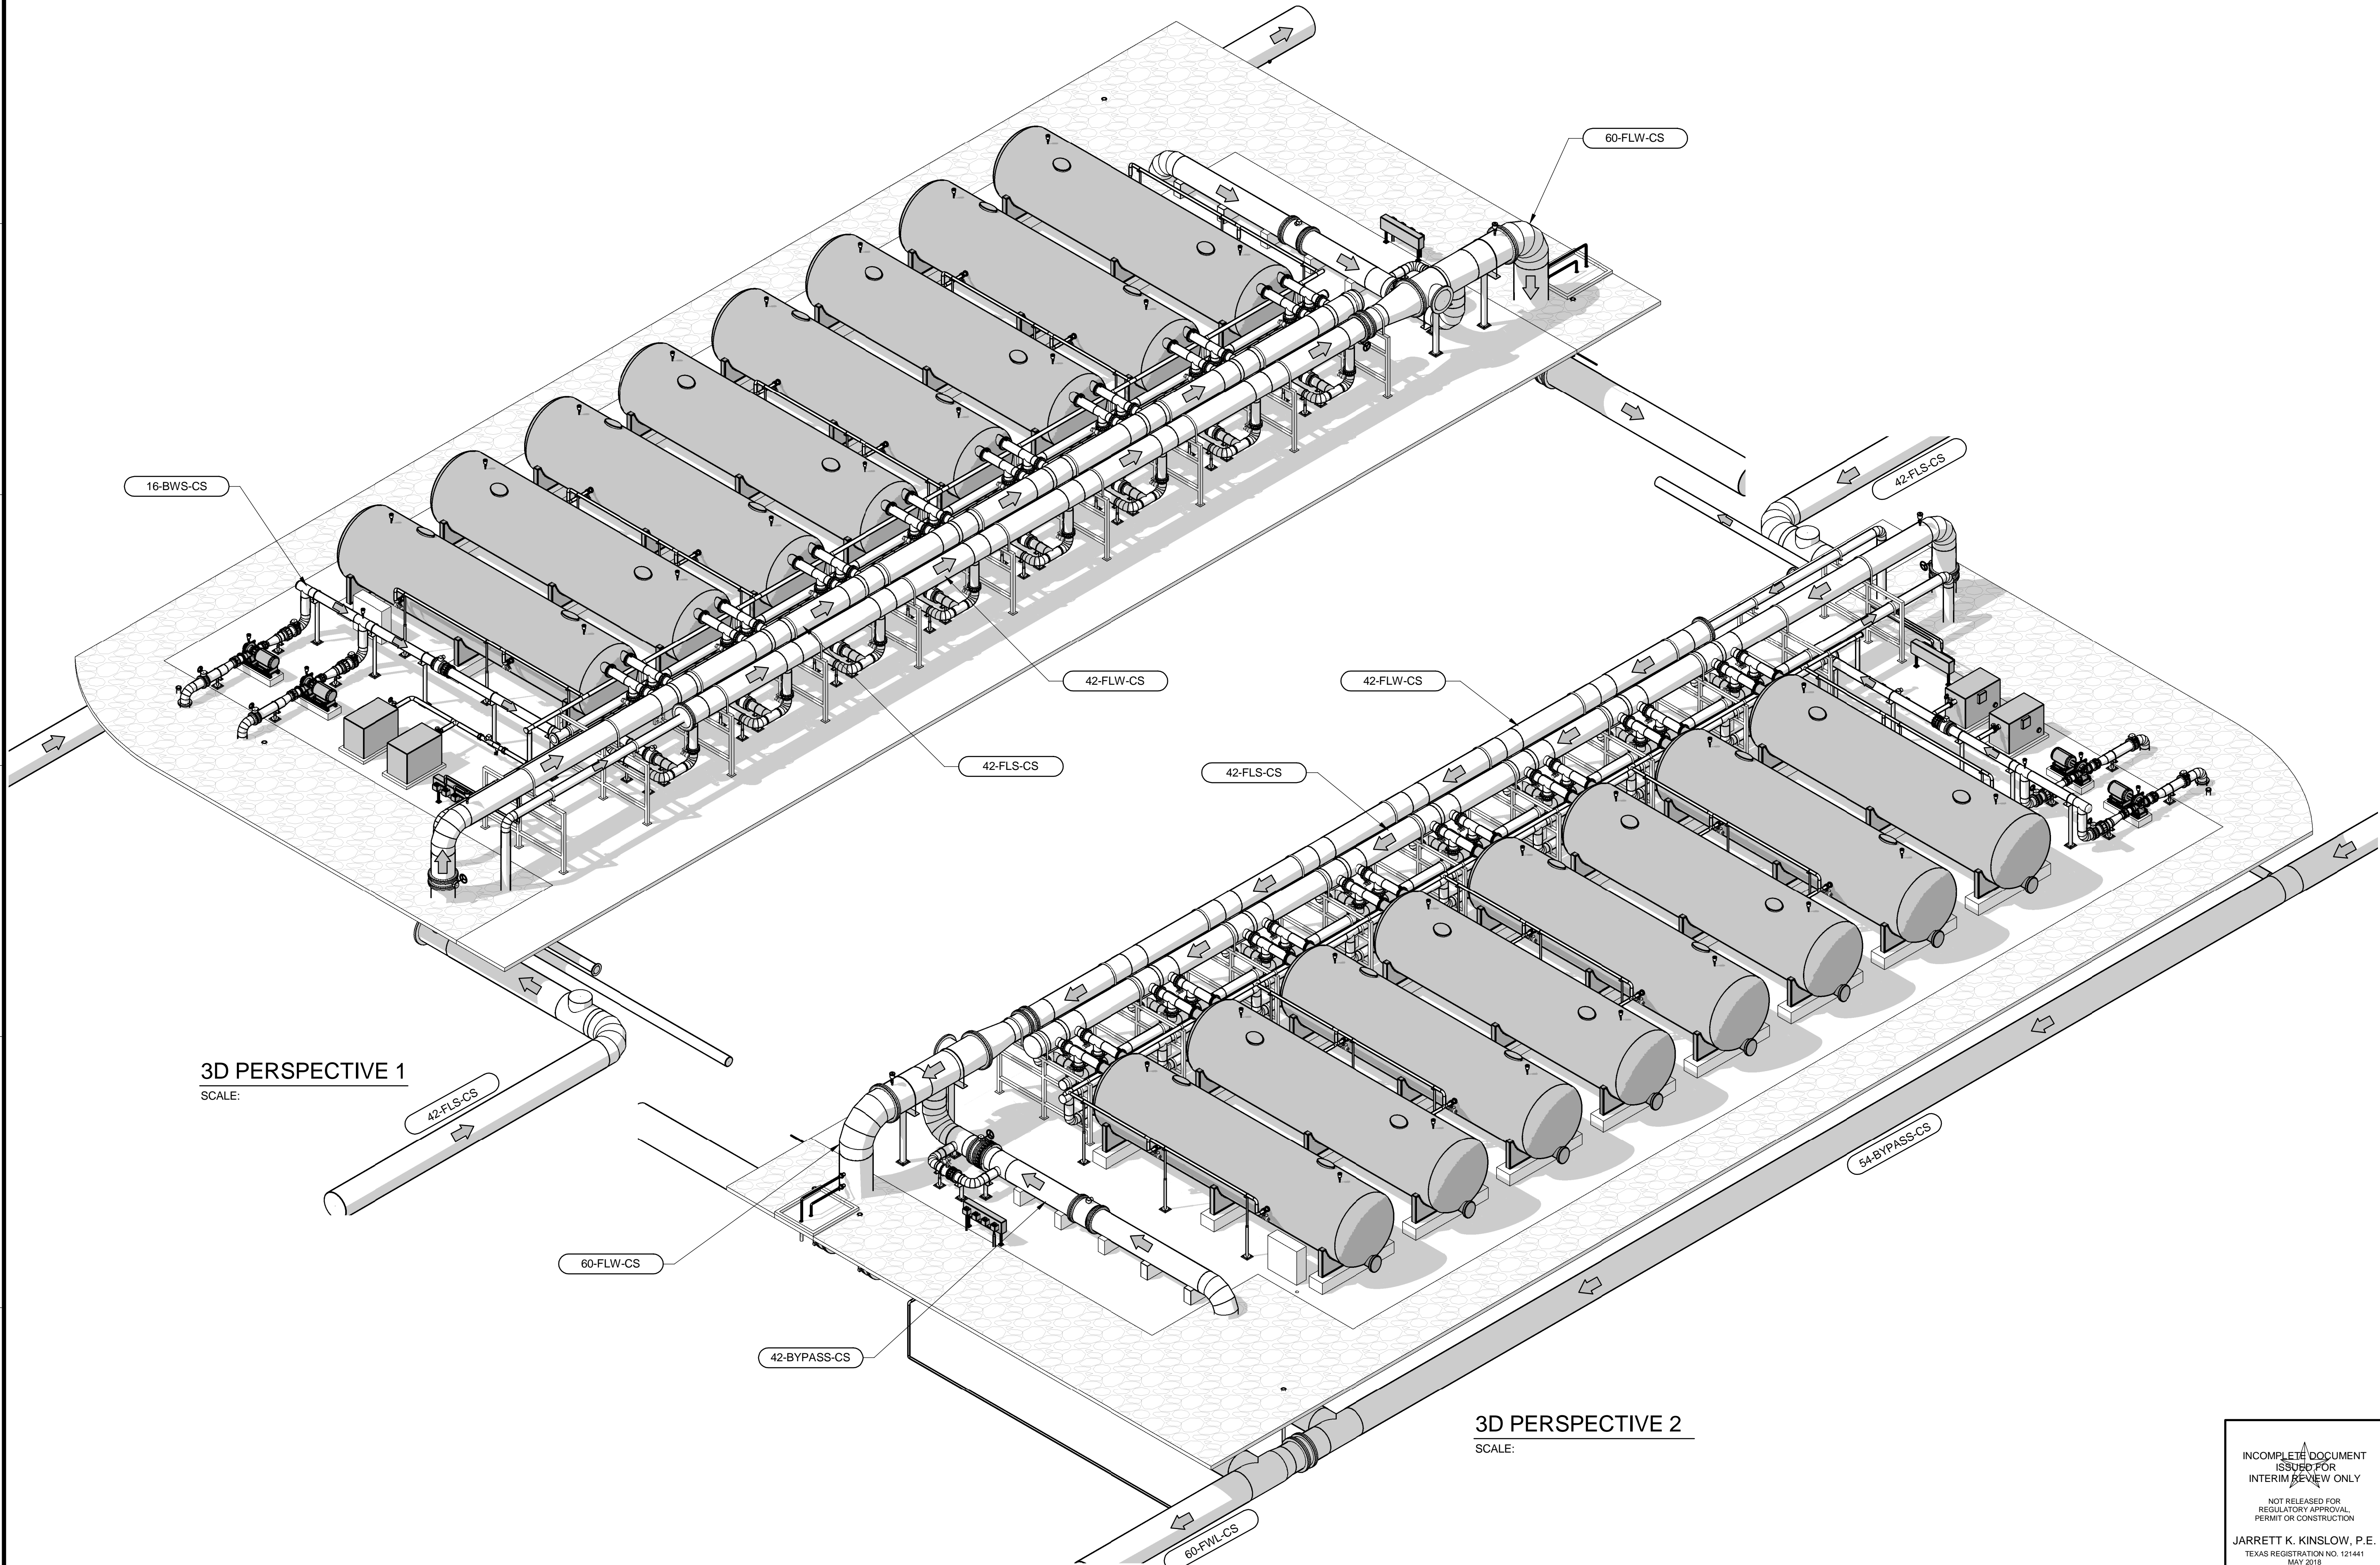 60-FLW-CS
16-BWS-CS
42-FLW-CS
42-FLS-CS
3D PERSPECTIVE 1
SCALE:
42-FLS-CS
42-FLS-CS
42-FLW-CS
42-FLS-CS
54-BYPASS-CS
60-FLW-CS
42-BYPASS-CS
3D PERSPECTIVE 2
SCALE:
60-FWL-CS
INCOMPLETE DOCUMENT
ISSUED FOR
INTERIM REVIEW ONLY
NOT RELEASED FOR
REGULATORY APPROVAL,
PERMIT OR CONSTRUCTION
JARRETT K. KINSLOW, P.E.
TEXAS REGISTRATION NO. 121441
MAY 2018